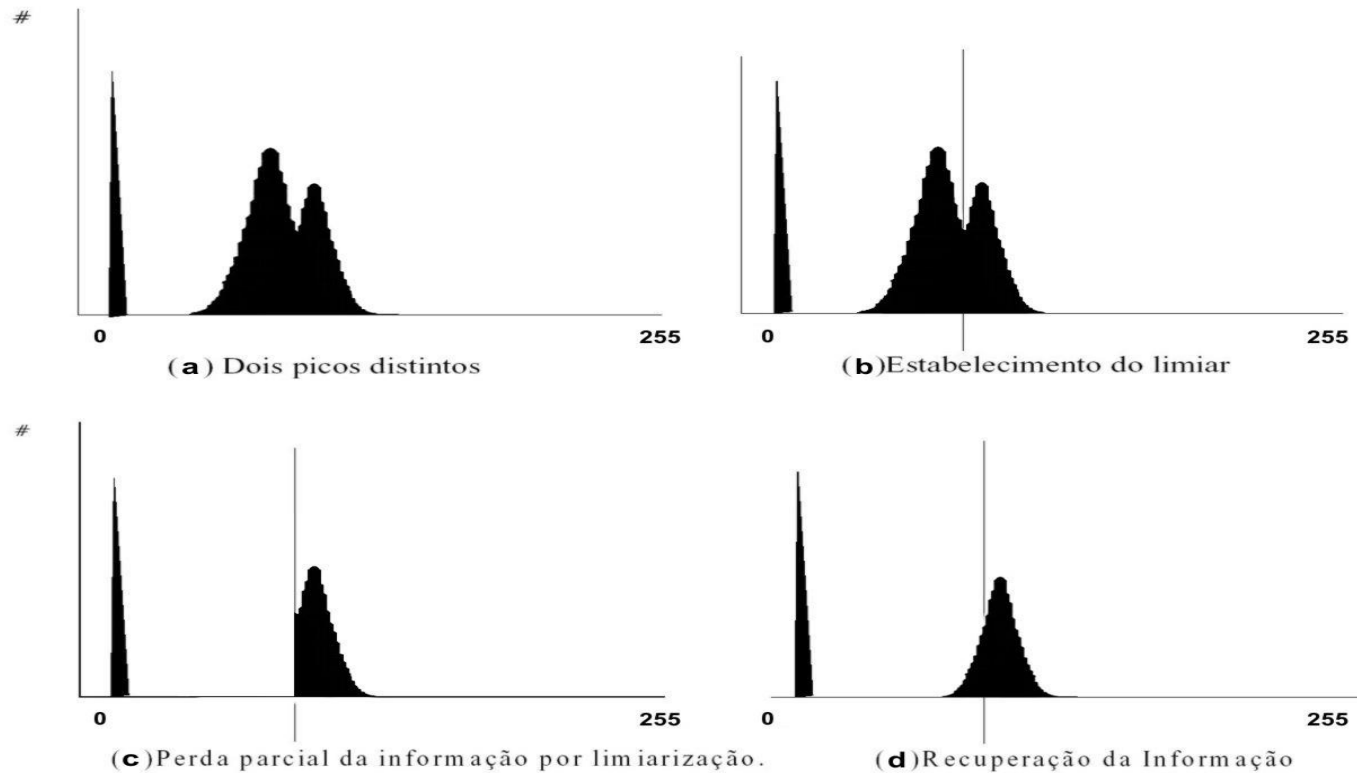 #
0 255
0 255
(a) Dois picos distintos
(b)Estabelecimento do limiar
#
0 255
0 255
(c)Perda parcial da informação por limiarização.
(d)Recuperação da Informação